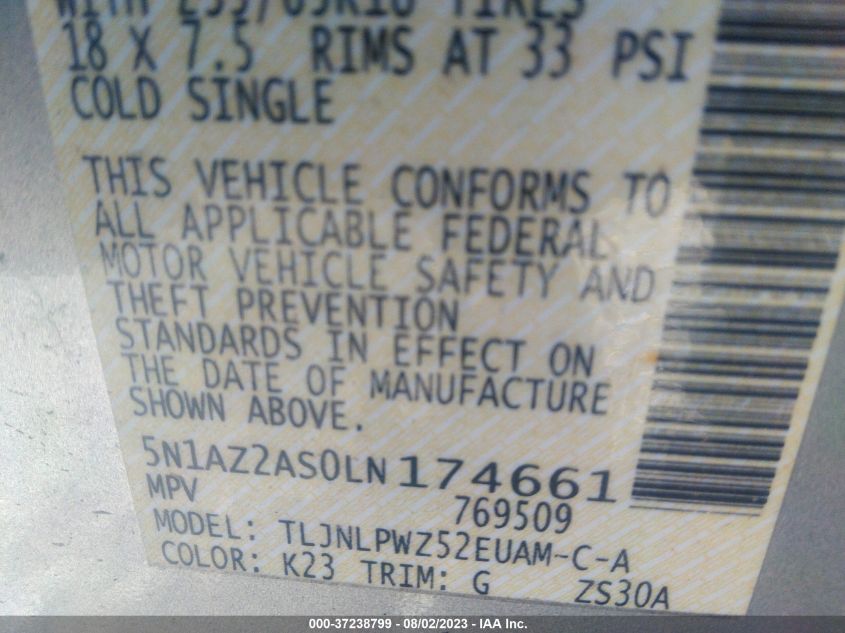 WITH TIRES
18 X 7.5 RIMS AT 33 PSI
COLD SINGLE
THIS VEHICLE CONFORMS TO
ALL APPLICABLE FEDERAL
MOTOR VEHICLE SAFETY AND
THEFT PREVENTION
STANDARDS IN EFFECT ON
THE DATE OF MANUFACTURE
SHOWN ABOVE.
5N1AZ2AS0LN174661
MPV 769509
MODEL: TLJNLPWZ52EUAM-C-A
COLOR: K23 TRIM: G ZS30A
000-37238799 - 08/02/2023 - IAA Inc.